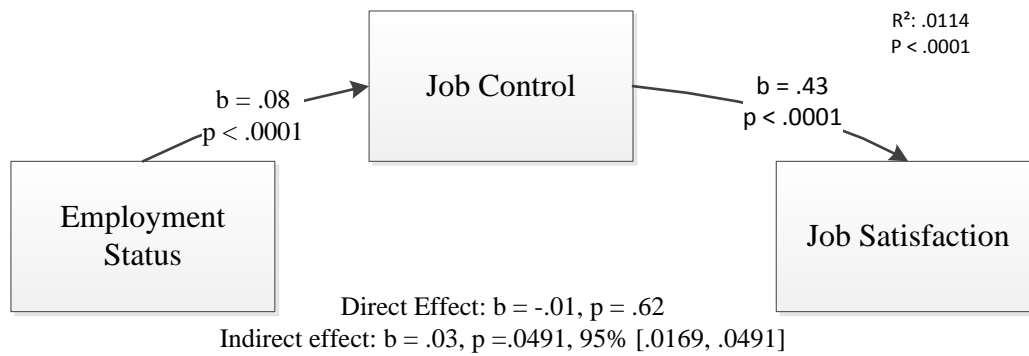 R²: .0114
P < .0001
Job Control
b = .08
p < .0001
b = .43
p < .0001
Employment
Status
Job Satisfaction
Direct Effect: b = -.01, p = .62
Indirect effect: b = .03, p =.0491, 95% [.0169, .0491]